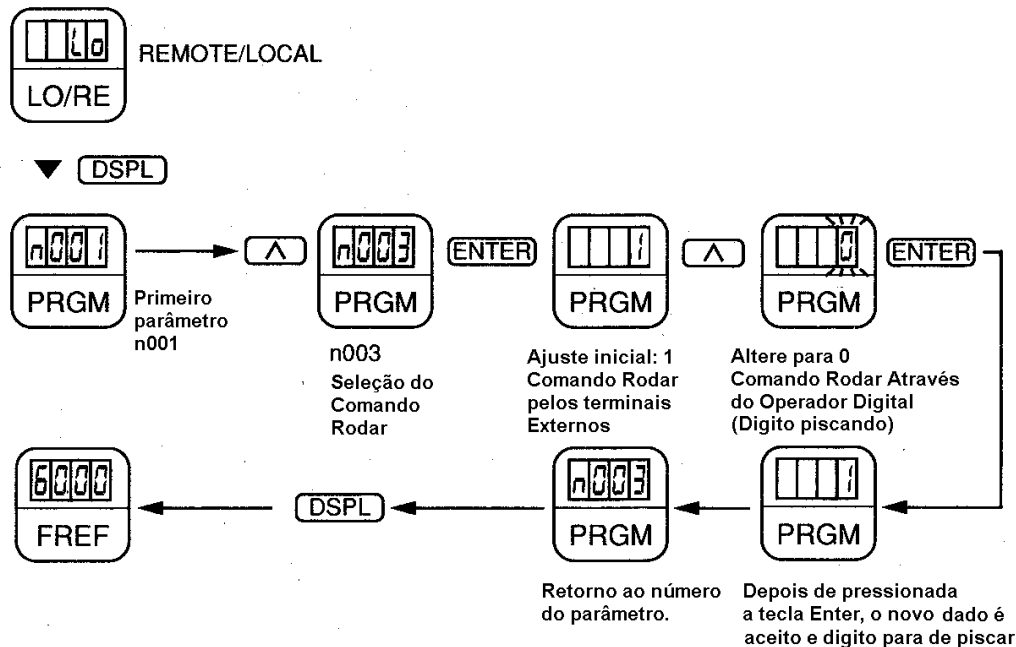 Lo
REMOTE/LOCAL
LO/RE
DSPL
n001
PRGM
Primeiro
parâmetro
n001
n003
PRGM
n003
Seleção do
Comando
Rodar
ENTER
1
PRGM
Ajuste inicial: 1
Comando Rodar
pelos terminais
Externos
0
PRGM
Altere para 0
Comando Rodar Através
do Operador Digital
(Digito piscando)
ENTER
1
PRGM
Depois de pressionada
a tecla Enter, o novo dado é
aceito e digito para de piscar
n003
PRGM
Retorno ao número
do parâmetro.
DSPL
60.00
FREF